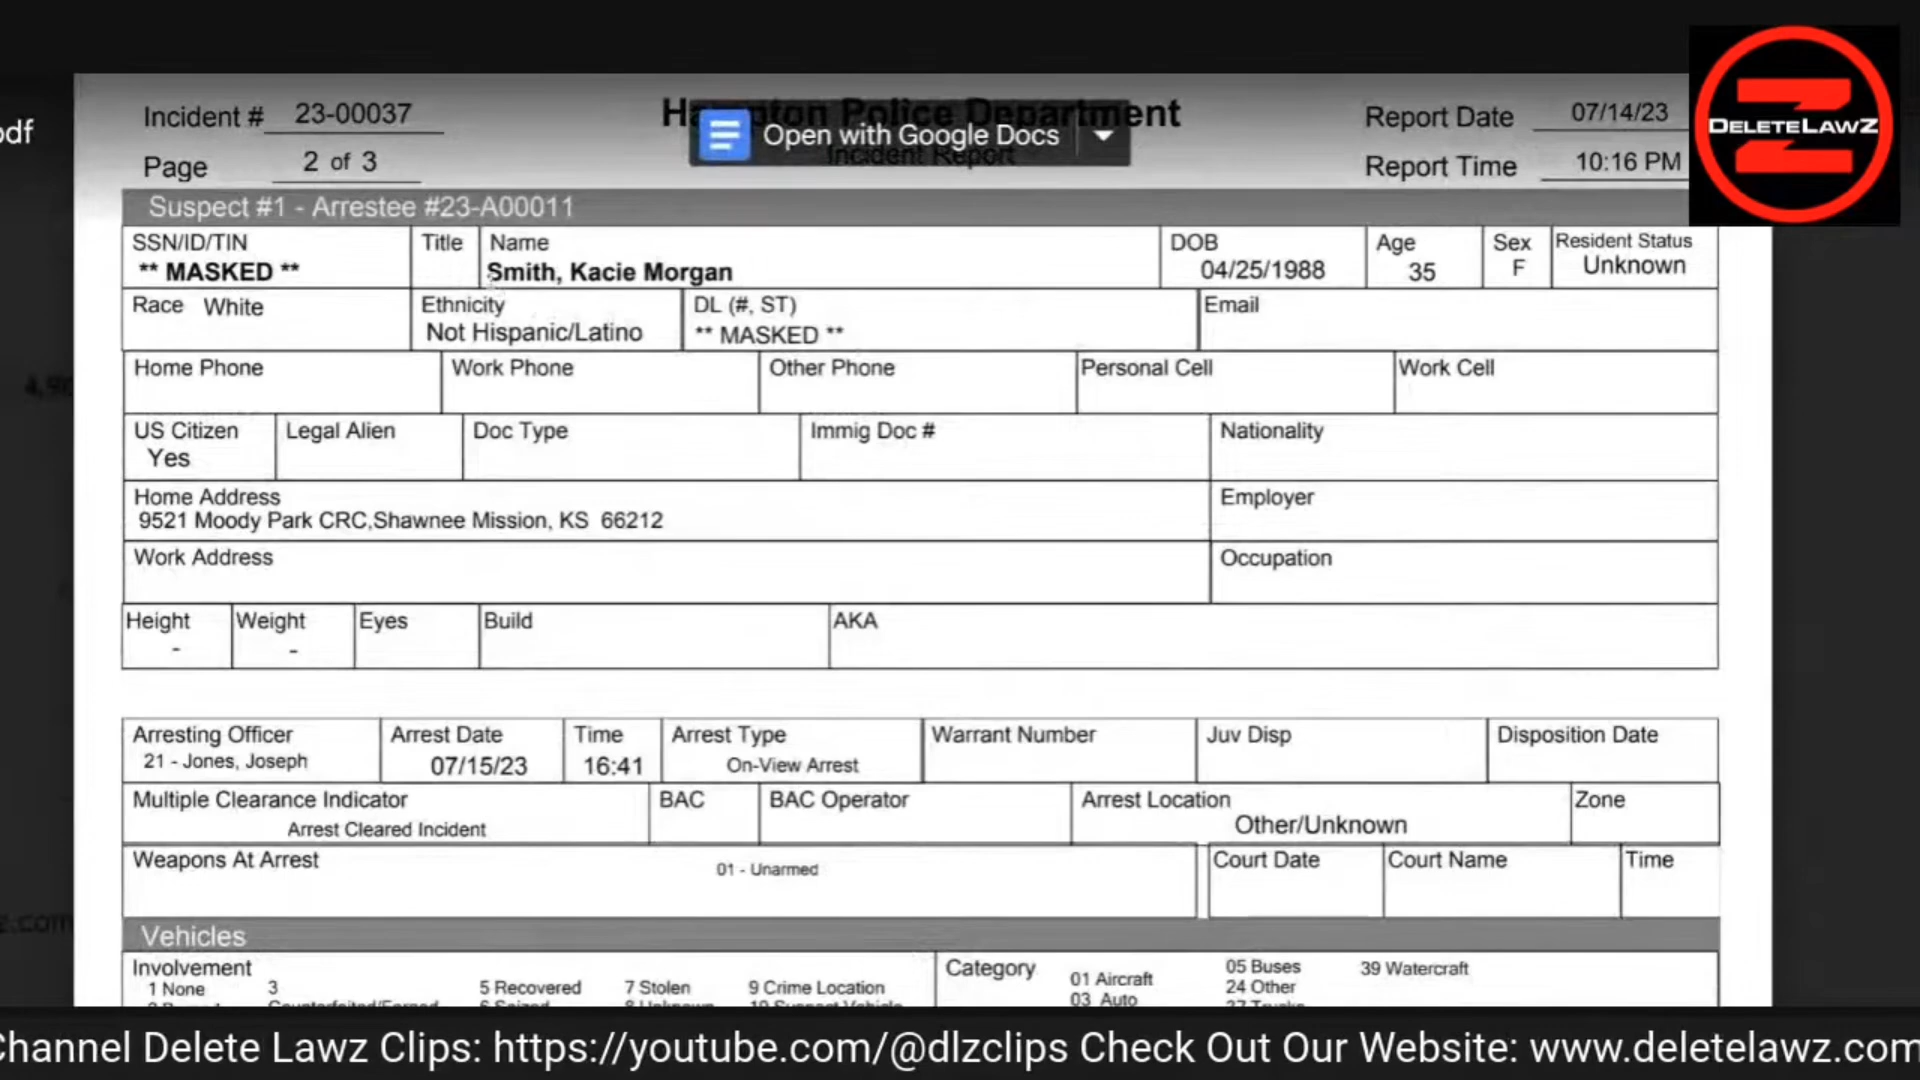 Incident # 23-00037
Hampton Police Department
Report Date 07/14/23
DELETELAWZ
pdf
Open with Google Docs
Incident Report
Page 2 of 3
Report Time 10:16 PM
Suspect #1 - Arrestee #23-A00011
SSN/ID/TIN Title Name DOB Age Sex Resident Status
** MASKED ** Smith, Kacie Morgan 04/25/1988 35 F Unknown
Race White Ethnicity DL (#, ST) Email
Not Hispanic/Latino ** MASKED **
Home Phone Work Phone Other Phone Personal Cell Work Cell
US Citizen Legal Alien Doc Type Immig Doc # Nationality
Yes
Home Address Employer
9521 Moody Park CRC,Shawnee Mission, KS 66212
Work Address Occupation
Height Weight Eyes Build AKA
- -
Arresting Officer Arrest Date Time Arrest Type Warrant Number Juv Disp Disposition Date
21 - Jones, Joseph 07/15/23 16:41 On-View Arrest
Multiple Clearance Indicator BAC BAC Operator Arrest Location Zone
Arrest Cleared Incident Other/Unknown
Weapons At Arrest 01 - Unarmed Court Date Court Name Time
Vehicles
Involvement Category 01 Aircraft 05 Buses 39 Watercraft
1 None 3 5 Recovered 7 Stolen 9 Crime Location 24 Other
03 Auto
Channel Delete Lawz Clips: https://youtube.com/@dlzclips Check Out Our Website: www.deletelawz.com